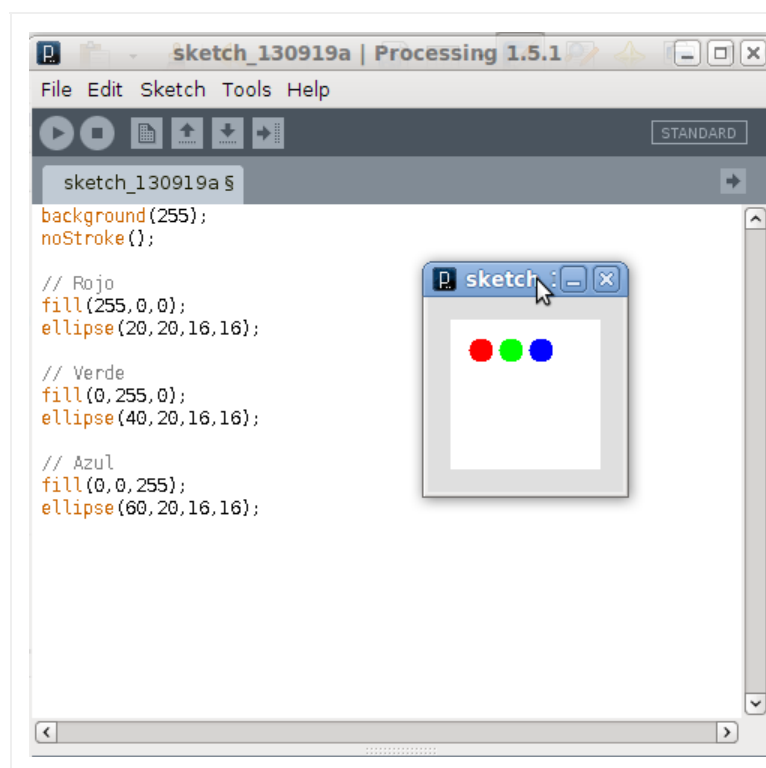 sketch_130919a | Processing 1.5.1
File Edit Sketch Tools Help
STANDARD
sketch_130919a §
background(255);
noStroke();
// Rojo
fill(255,0,0);
ellipse(20,20,16,16);
// Verde
fill(0,255,0);
ellipse(40,20,16,16);
// Azul
fill(0,0,255);
ellipse(60,20,16,16);
sketch